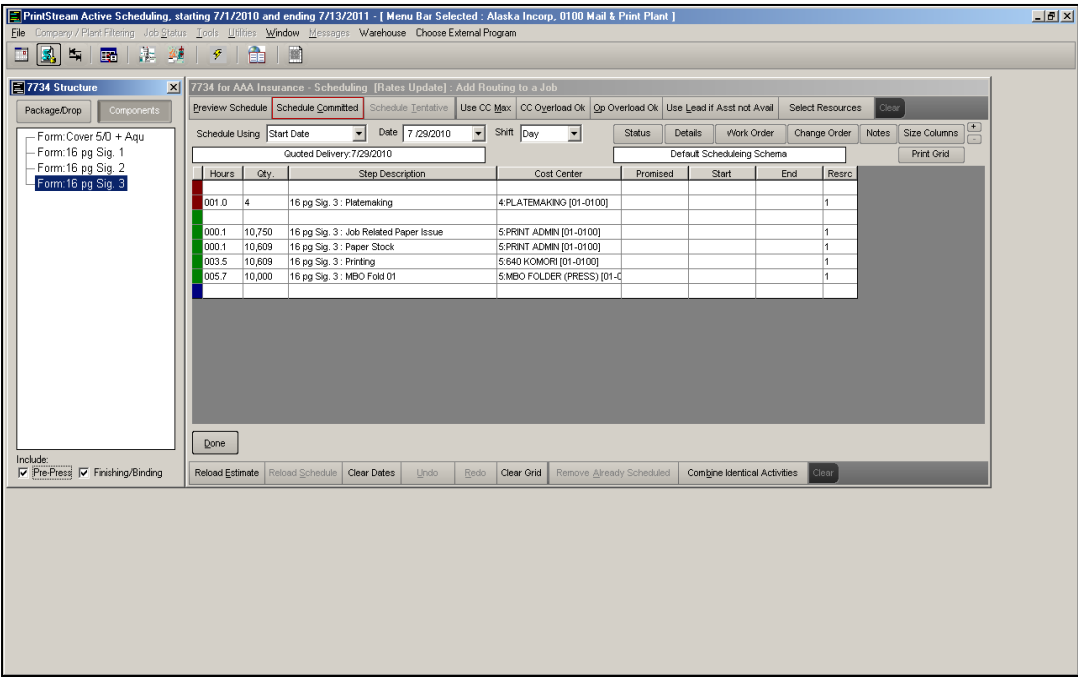 PrintStream Active Scheduling, starting 7/1/2010 and ending 7/13/2011 - [ Menu Bar Selected : Alaska Incorp, 0100 Mail & Print Plant ]
File Company / Plant Filtering Job Status Tools Utilities Window Messages Warehouse Choose External Program
7734 Structure
Package/Drop Components
Form:Cover 5/0 + Aqu
Form:16 pg Sig. 1
Form:16 pg Sig. 2
Form:16 pg Sig. 3
Include:
Pre-Press Finishing/Binding
7734 for AAA Insurance - Scheduling [Rates Update] : Add Routing to a Job
Preview Schedule Schedule Committed Schedule Tentative Use CC Max CC Overload Ok Op Overload Ok Use Lead if Asst not Avail Select Resources Clear
Schedule Using Start Date Date 7 /29/2010 Shift Day Status Details Work Order Change Order Notes Size Columns + -
Quoted Delivery:7/29/2010 Default Scheduleing Schema Print Grid
Hours Qty. Step Description Cost Center Promised Start End Resrc
001.0 4 16 pg Sig. 3 : Platemaking 4:PLATEMAKING [01-0100] 1
000.1 10,750 16 pg Sig. 3 : Job Related Paper Issue 5:PRINT ADMIN [01-0100] 1
000.1 10,609 16 pg Sig. 3 : Paper Stock 5:PRINT ADMIN [01-0100] 1
003.5 10,609 16 pg Sig. 3 : Printing 5:640 KOMORI [01-0100] 1
005.7 10,000 16 pg Sig. 3 : MBO Fold 01 5:MBO FOLDER (PRESS) [01-0 1
Done
Reload Estimate Reload Schedule Clear Dates Undo Redo Clear Grid Remove Already Scheduled Combine Identical Activities Clear